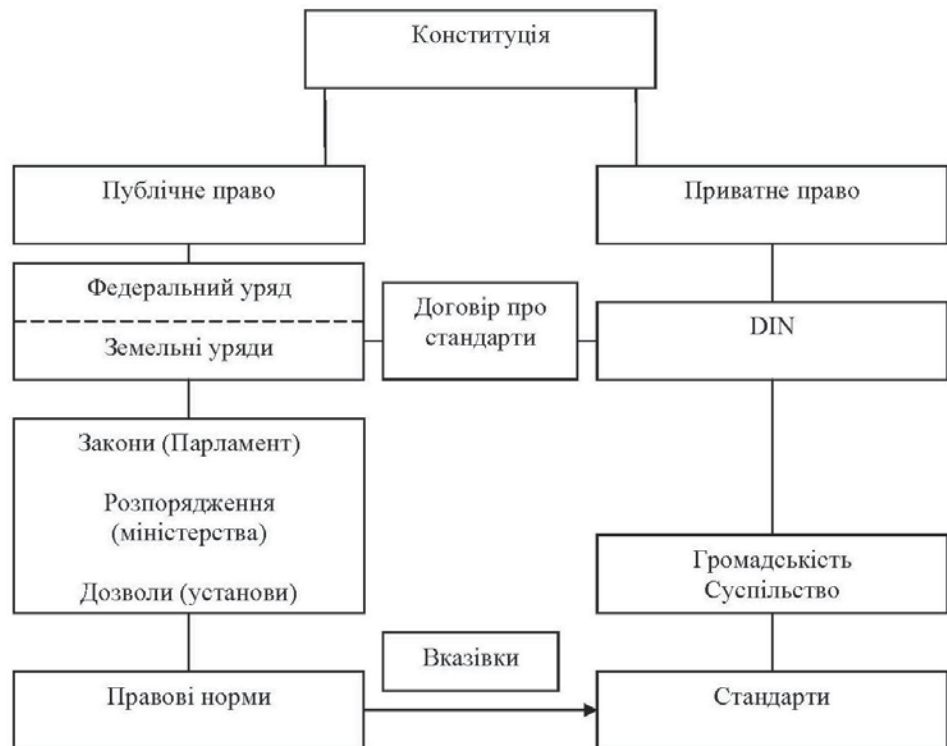 Конституція
Публічне право
Приватне право
Федеральний уряд
Земельні уряди
Договір про
стандарти
DIN
Закони (Парламент)
Розпорядження
(міністерства)
Дозволи (установи)
Громадськість
Суспільство
Правові норми
Вказівки
Стандарти